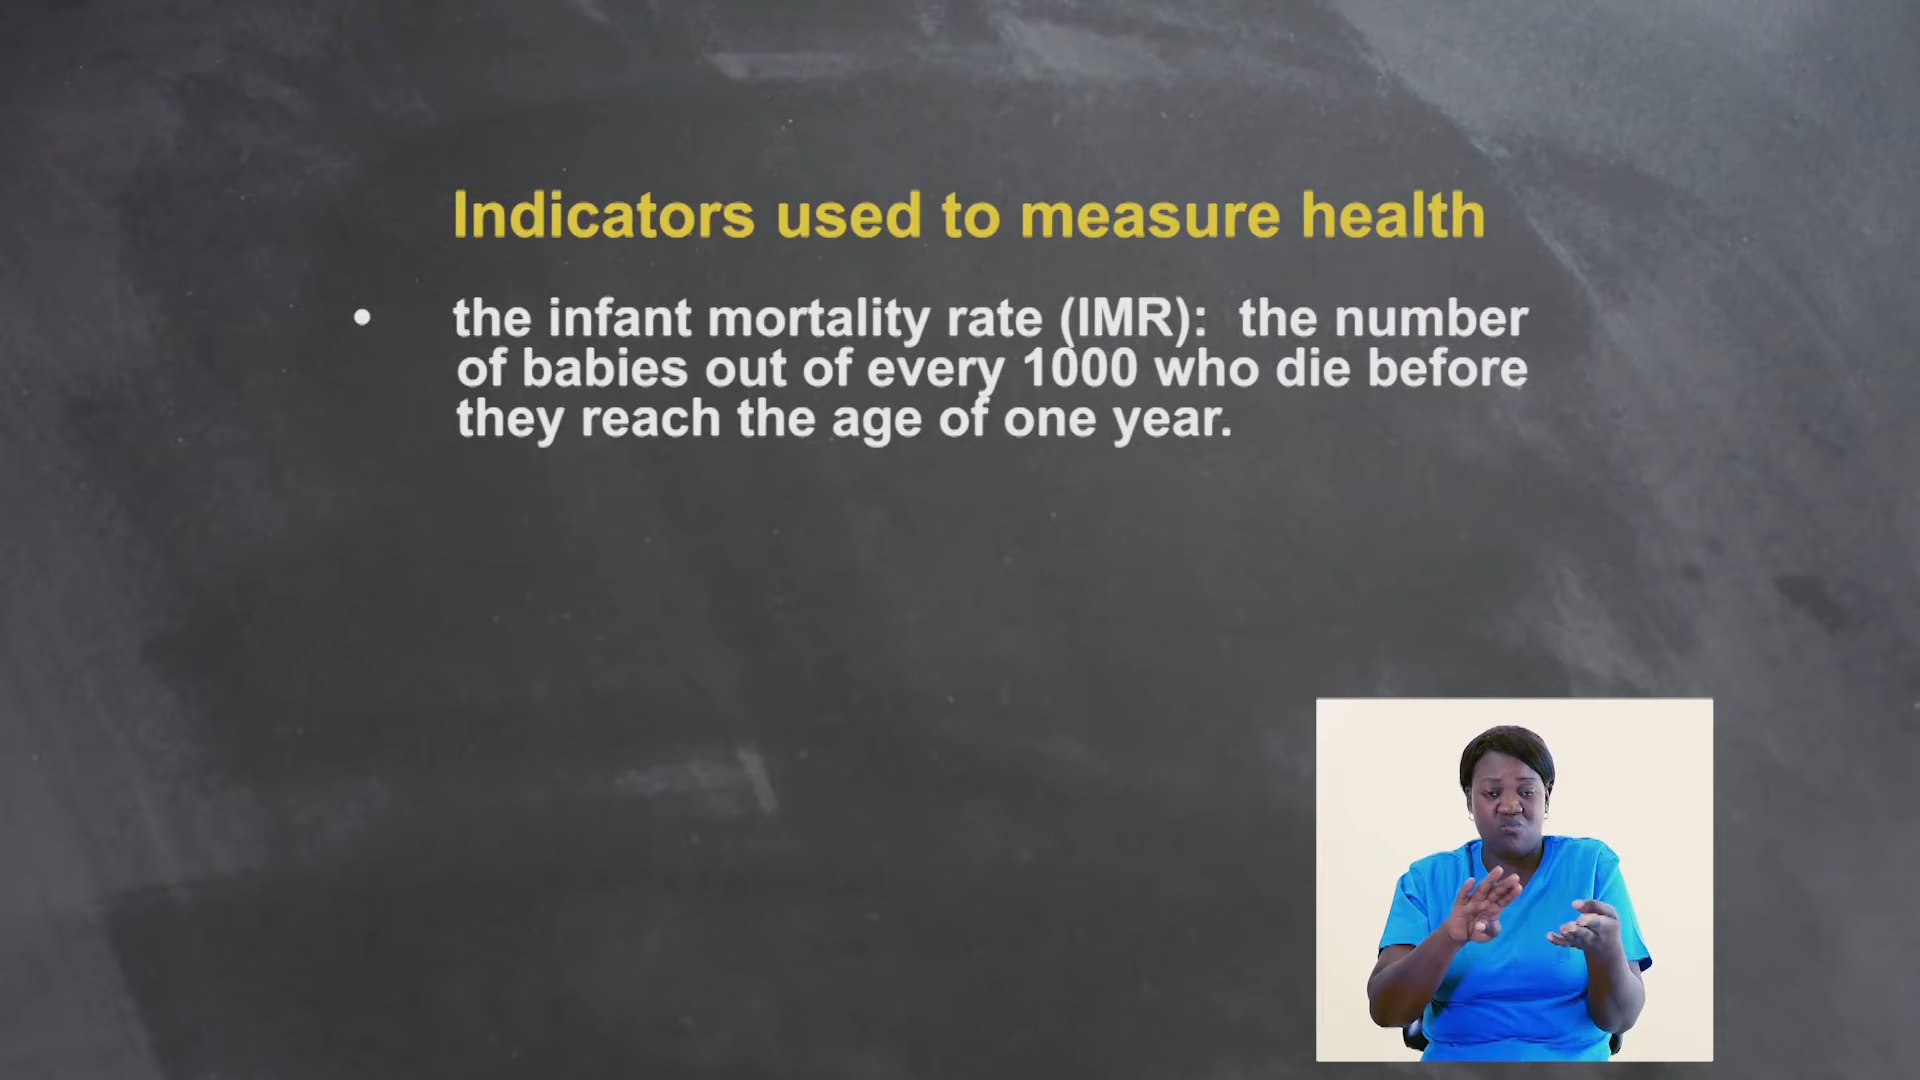 Indicators used to measure health
• the infant mortality rate (IMR): the number
of babies out of every 1000 who die before
they reach the age of one year.